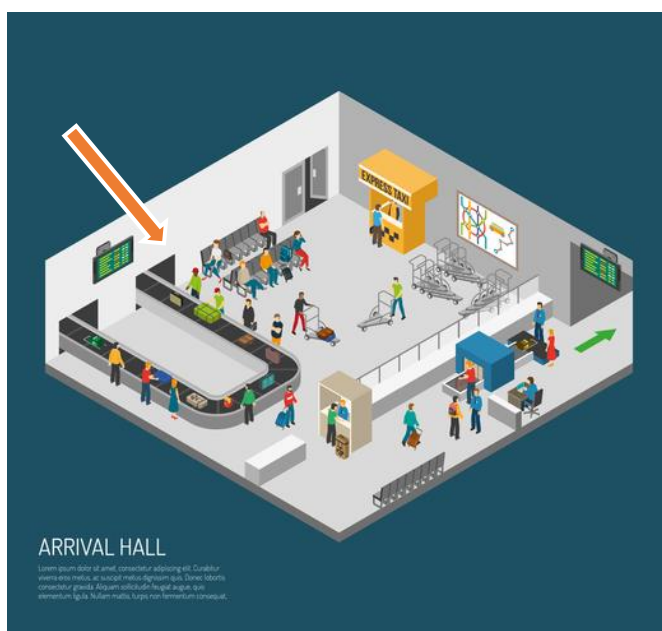 EXPRESS TAXI
ARRIVAL HALL
Lorem ipsum dolor sit amet, consectetur adipiscing elit. Curabitur
viverra eros metus, ac suscipit metus dignissim quis. Donec lobortis
consectetur gravida. Aliquam sollicitudin feugiat augue, quis
elementum ligula. Nullam mattis, turpis non fermentum consequat,